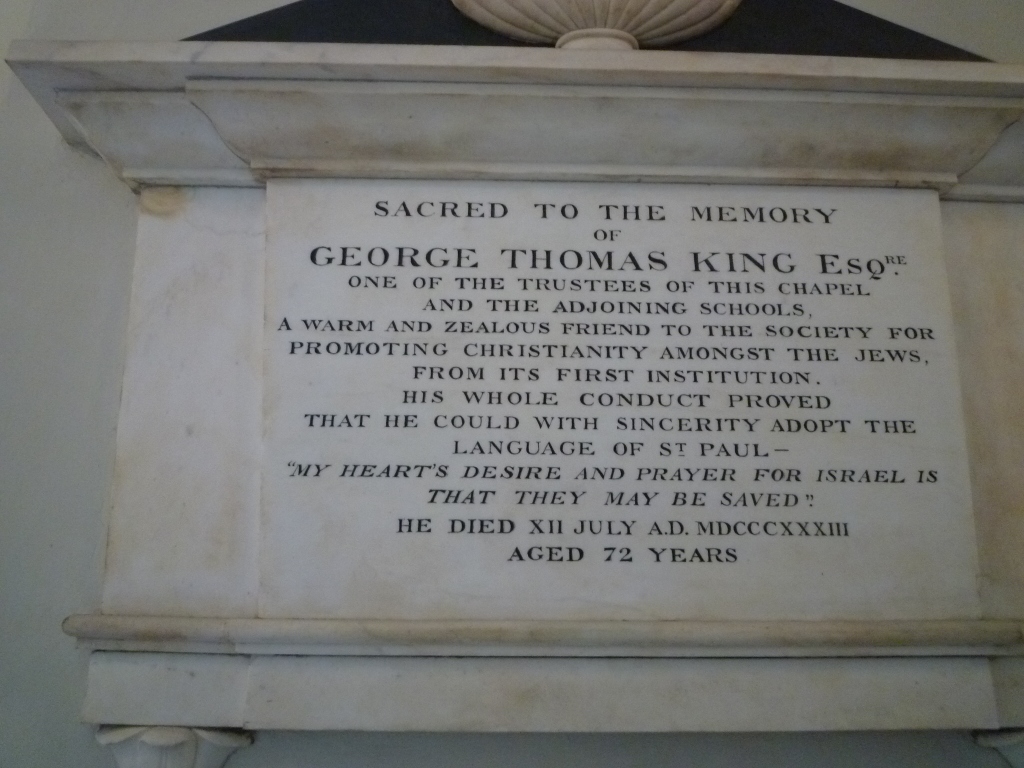 SACRED TO THE MEMORY
OF
GEORGE THOMAS KING ESQRE.
ONE OF THE TRUSTEES OF THIS CHAPEL
AND THE ADJOINING SCHOOLS,
A WARM AND ZEALOUS FRIEND TO THE SOCIETY FOR
PROMOTING CHRISTIANITY AMONGST THE JEWS,
FROM ITS FIRST INSTITUTION.
HIS WHOLE CONDUCT PROVED
THAT HE COULD WITH SINCERITY ADOPT THE
LANGUAGE OF ST PAUL—
"MY HEART'S DESIRE AND PRAYER FOR ISRAEL IS
THAT THEY MAY BE SAVED".
HE DIED XII JULY A.D. MDCCCXXXIII
AGED 72 YEARS